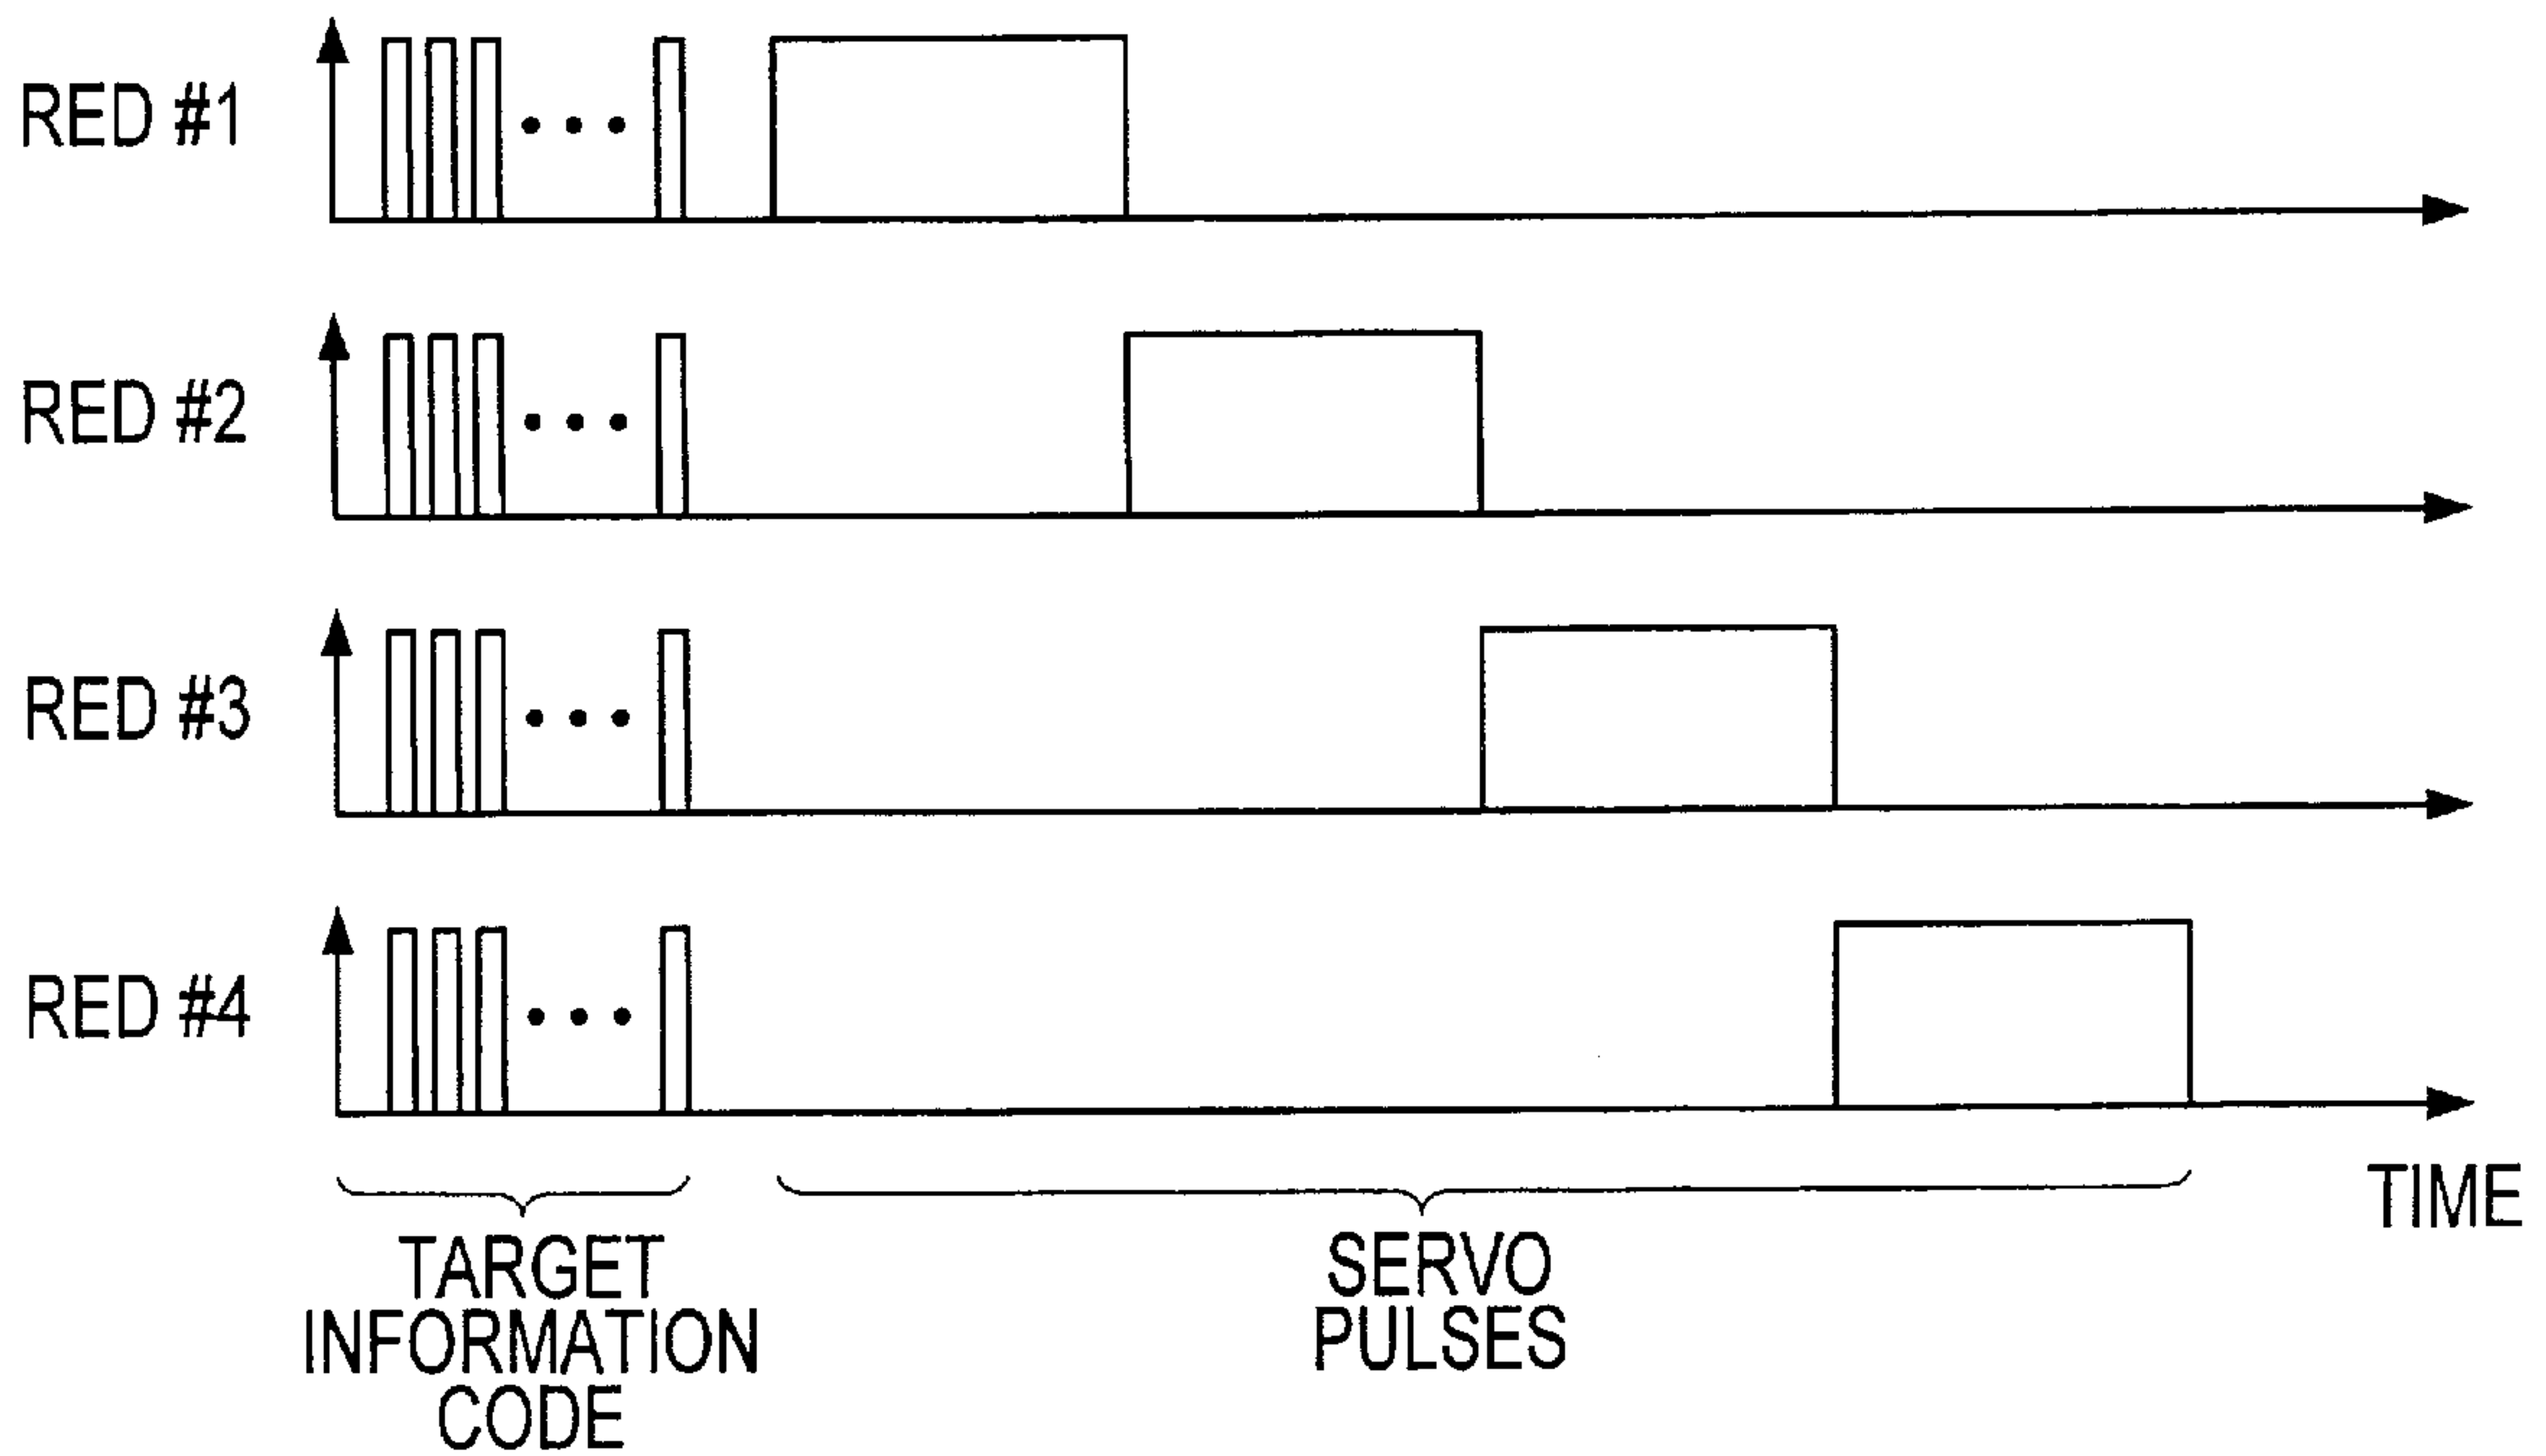 RED #1
RED #2
RED #3
RED #4
TIME
TARGET
INFORMATION
CODE
SERVO
PULSES